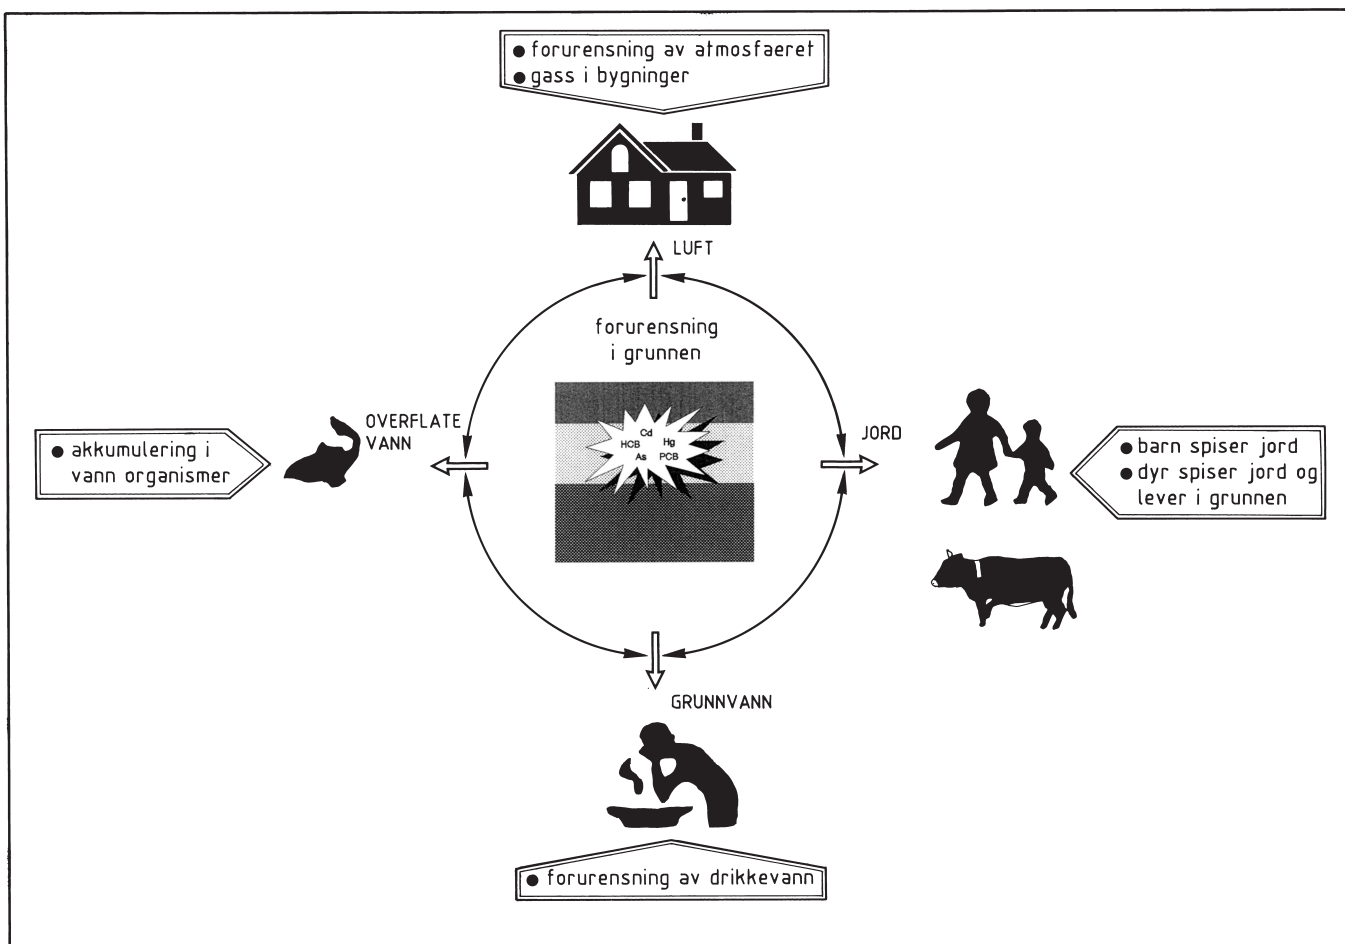 ● forurensning av atmosfaeret
● gass i bygninger
LUFT
forurensning
i grunnen
OVERFLATE
VANN
● akkumulering i
vann organismer
Cd
HCB
Hg
As
PCB
JORD
● barn spiser jord
● dyr spiser jord og
lever i grunnen
GRUNNVANN
● forurensning av drikkevann